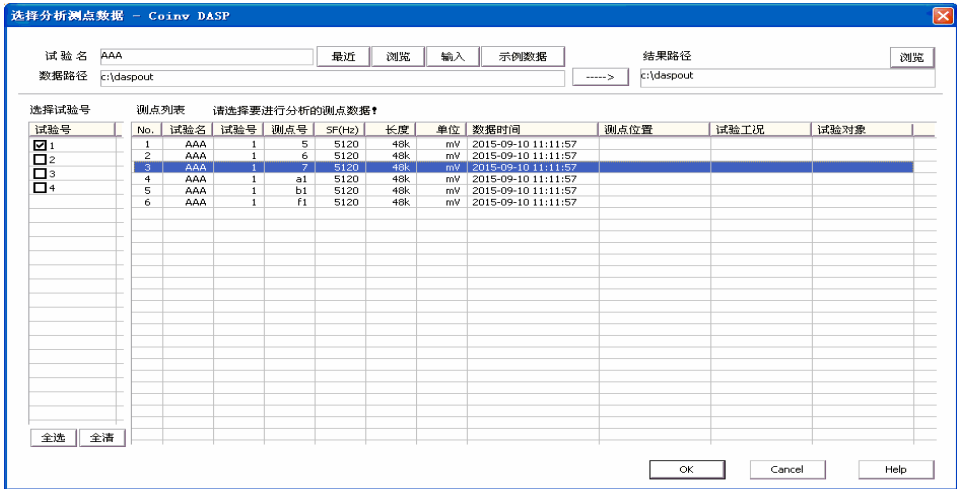 选择分析测点数据 - Coinv DASP
试 验 名 AAA 最近 浏览 输入 示例数据 结果路径 浏览
数据路径 c:\daspout -----> c:\daspout
选择试验号 测点列表 请选择要进行分析的测点数据!
试验号 No. 试验名 试验号 测点号 SF(Hz) 长度 单位 数据时间 测点位置 试验工况 试验对象
1 1 AAA 1 5 5120 48k mV 2015-09-10 11:11:57
2 2 AAA 1 6 5120 48k mV 2015-09-10 11:11:57
3 3 AAA 1 7 5120 48k mV 2015-09-10 11:11:57
4 4 AAA 1 a1 5120 48k mV 2015-09-10 11:11:57
5 AAA 1 b1 5120 48k mV 2015-09-10 11:11:57
6 AAA 1 f1 5120 48k mV 2015-09-10 11:11:57
全选 全清
OK Cancel Help